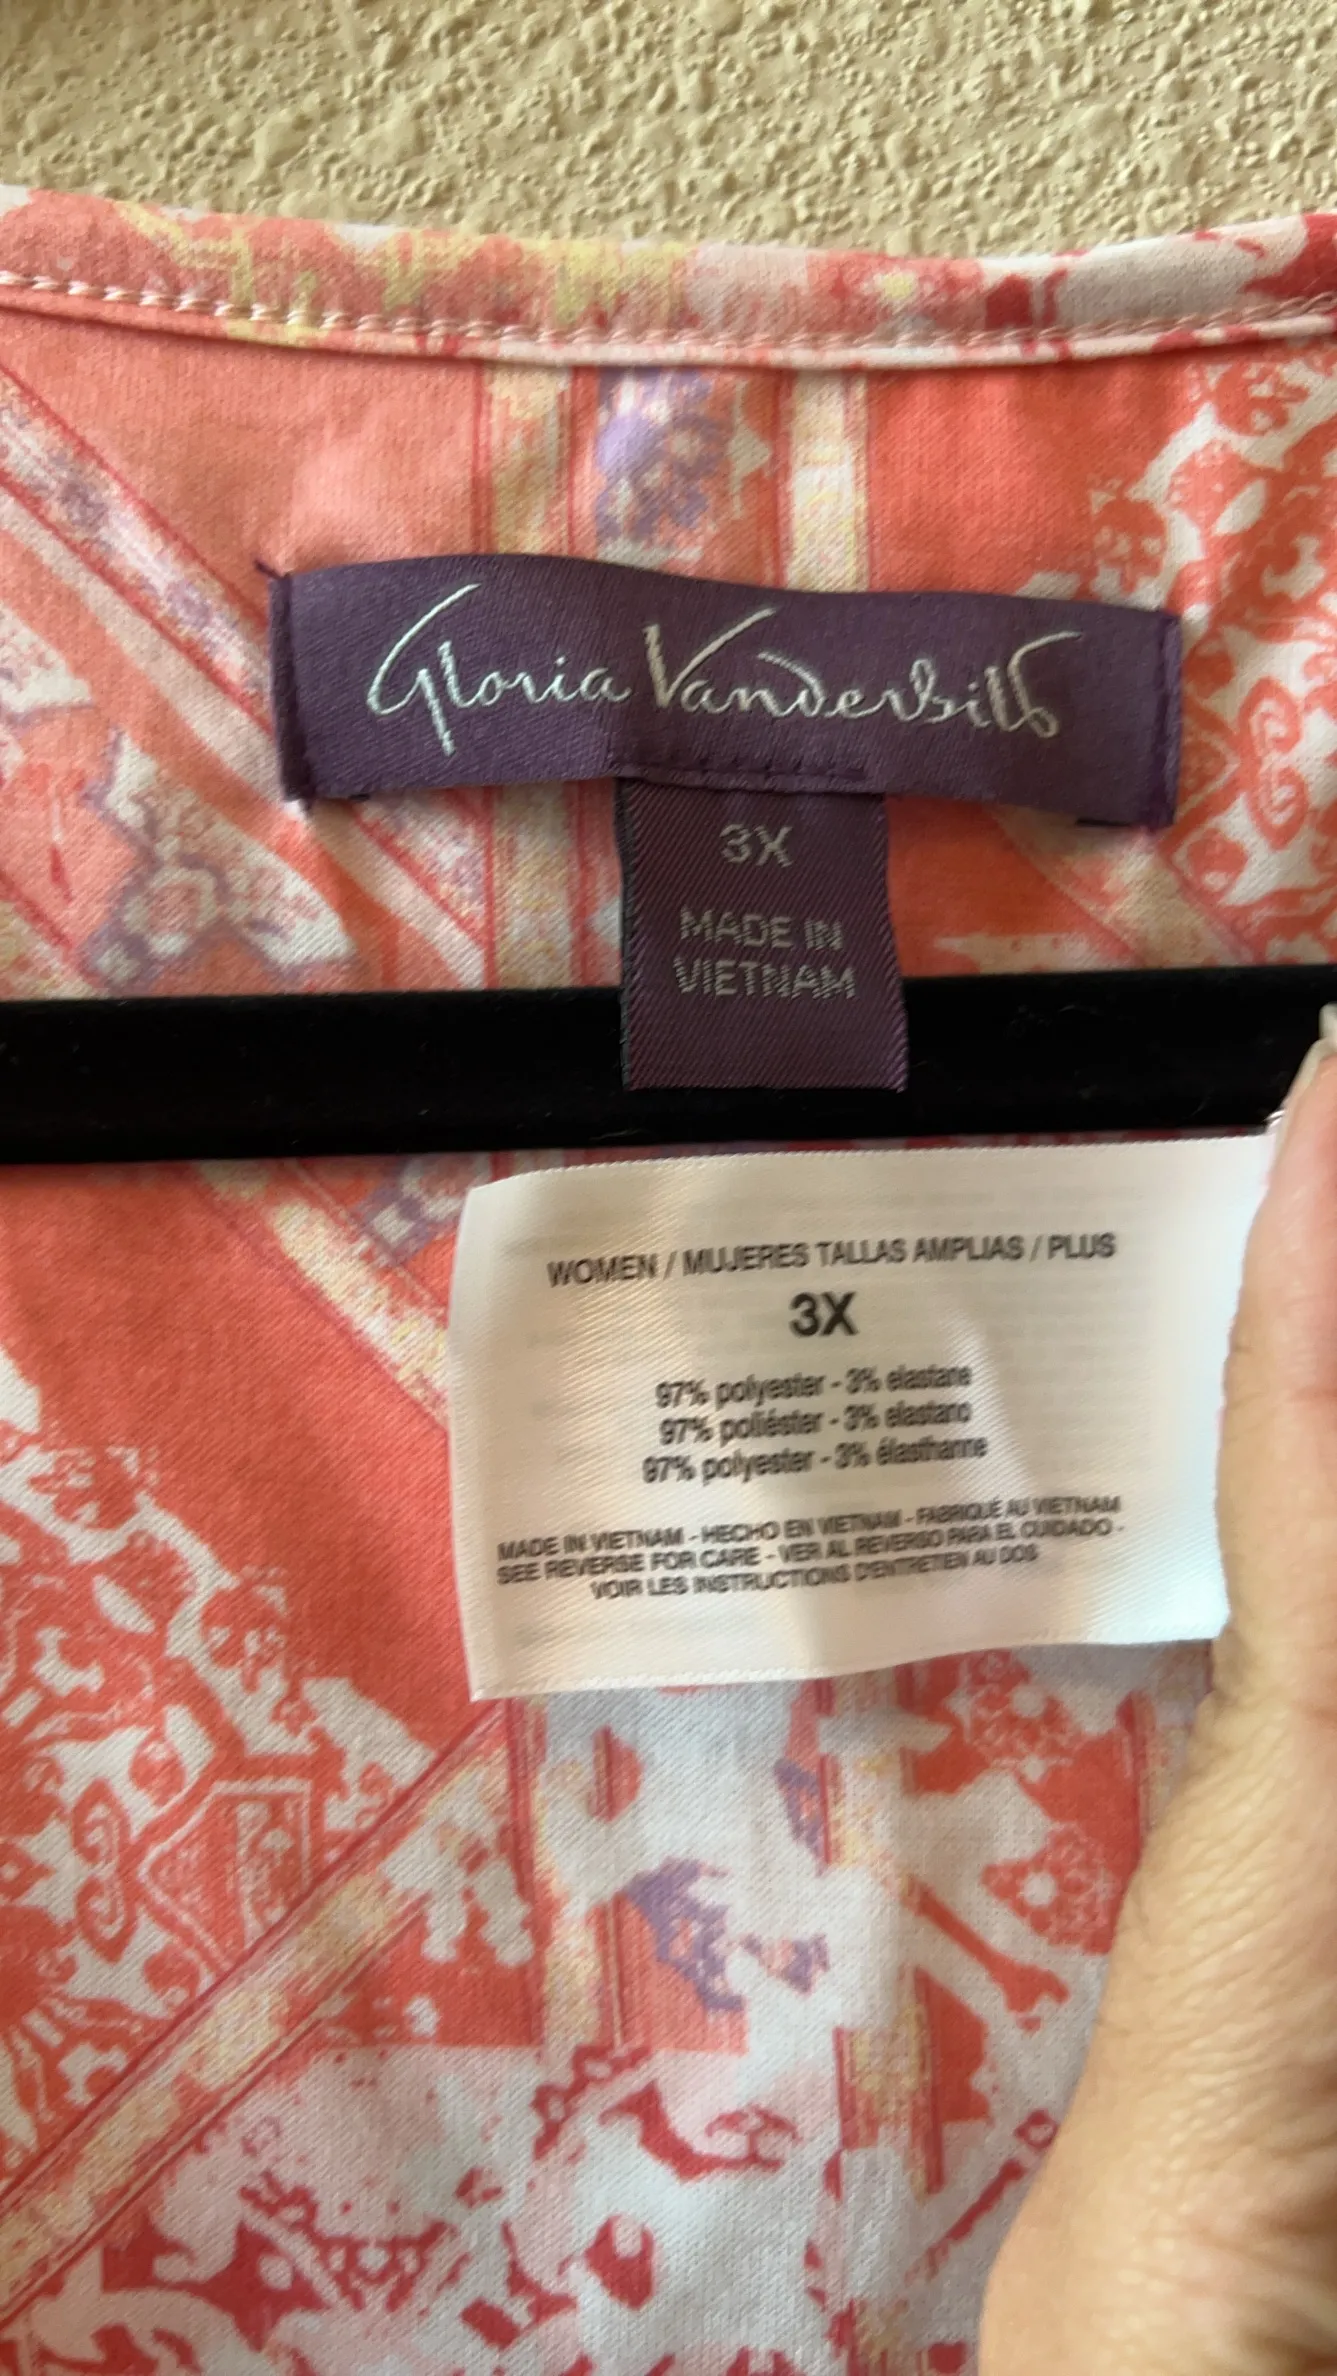 Gloria Vanderbilt
3X
MADE IN
VIETNAM
WOMEN / MUJERES TALLAS AMPLIAS / PLUS
3X
97% polyester - 3% elastane
97% poliéster - 3% elastano
97% polyester - 3% élasthanne
MADE IN VIETNAM - HECHO EN VIETNAM - FABRIQUÉ AU VIETNAM
SEE REVERSE FOR CARE - VER AL REVERSO PARA EL CUIDADO -
VOIR LES INSTRUCTIONS D'ENTRETIEN AU DOS